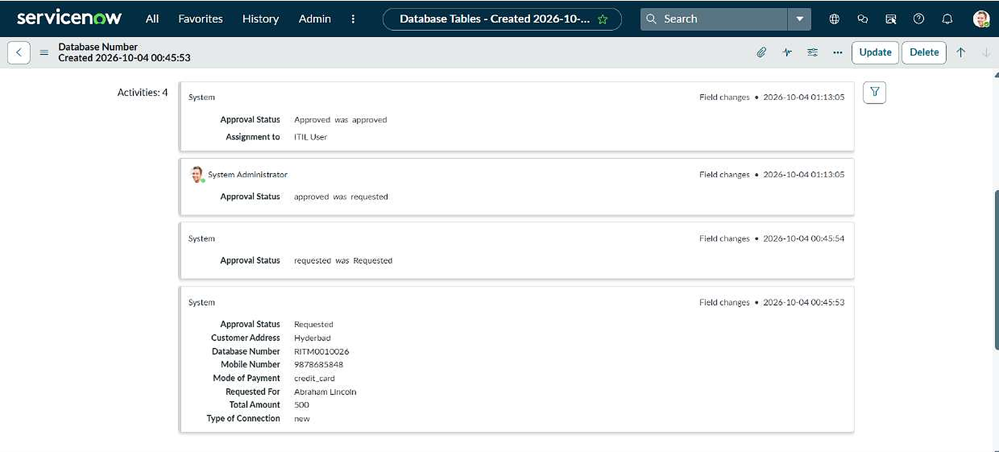 servicenow All Favorites History Admin Database Tables - Created 2026-10-... Search
Database Number
Created 2026-10-04 00:45:53
Update Delete
Activities: 4
System Field changes • 2026-10-04 01:13:05
Approval Status Approved was approved
Assignment to ITIL User
System Administrator Field changes • 2026-10-04 01:13:05
Approval Status approved was requested
System Field changes • 2026-10-04 00:45:54
Approval Status requested was Requested
System Field changes • 2026-10-04 00:45:53
Approval Status Requested
Customer Address Hyderbad
Database Number RITM0010026
Mobile Number 9878685848
Mode of Payment credit_card
Requested For Abraham Lincoln
Total Amount 500
Type of Connection new